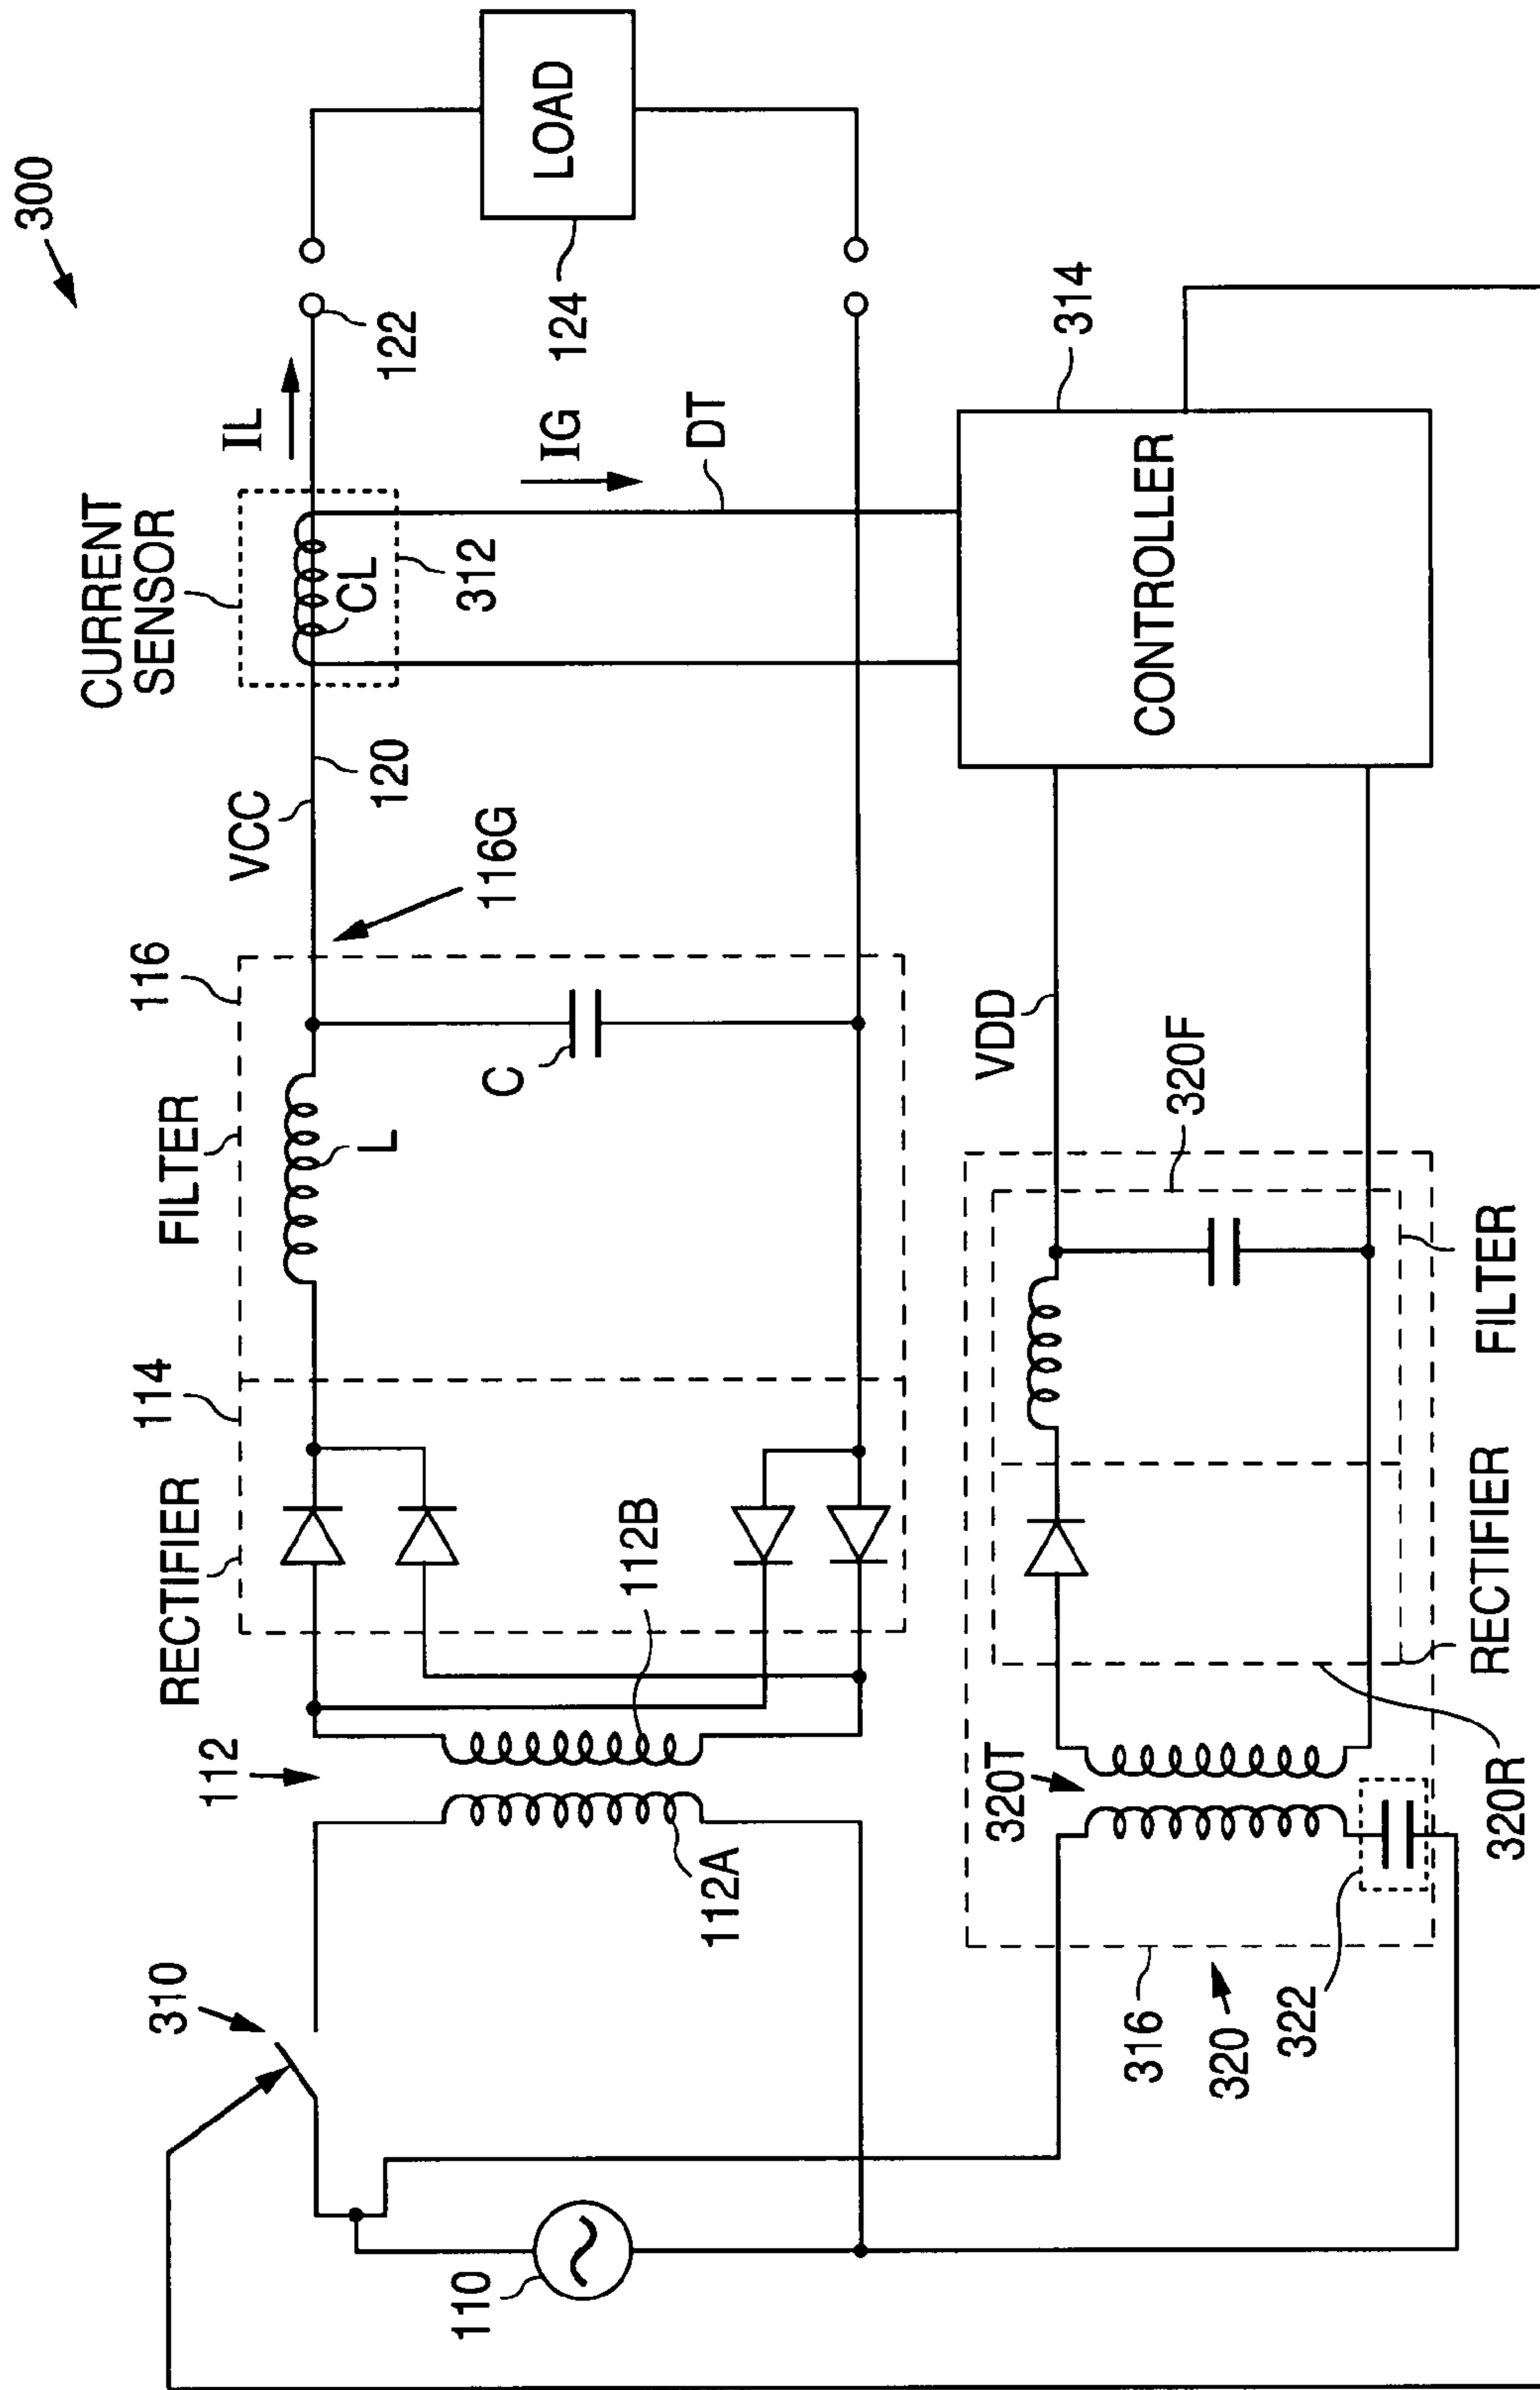 300
CURRENT
SENSOR
IL
122
LOAD
124
VCC
120
CL
312
IG
DT
116G
116
FILTER
L
C
114
RECTIFIER
112
112B
112A
310
110
CONTROLLER
314
VDD
320F
FILTER
RECTIFIER
320R
320T
316
320
322